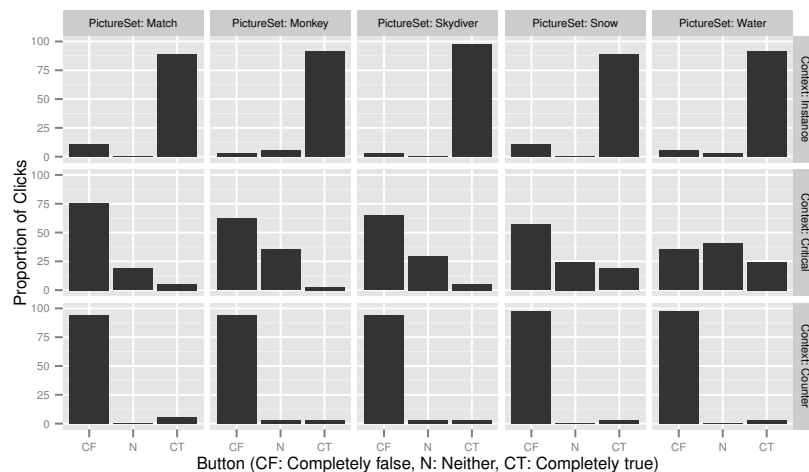 PictureSet: Match PictureSet: Monkey PictureSet: Skydiver PictureSet: Snow PictureSet: Water
100
75
50
25
0
Context: Instance
100
75
50
25
0
Context: Critical
100
75
50
25
0
Context: Counter
Proportion of Clicks
CF N CT CF N CT CF N CT CF N CT CF N CT
Button (CF: Completely false, N: Neither, CT: Completely true)